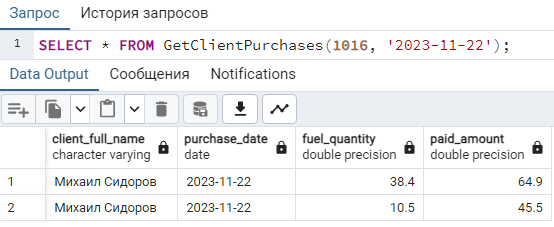 Запрос История запросов
1 SELECT * FROM GetClientPurchases(1016, '2023-11-22');
Data Output Сообщения Notifications
client_full_name purchase_date fuel_quantity paid_amount
character varying date double precision double precision
1 Михаил Сидоров 2023-11-22 38.4 64.9
2 Михаил Сидоров 2023-11-22 10.5 45.5